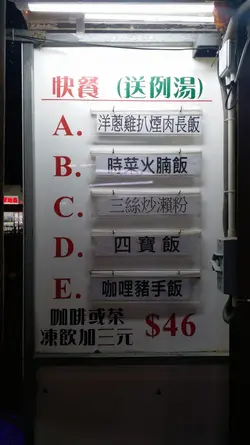 快餐 (送例湯)
A. 洋蔥雞扒煙肉長飯
B. 時菜火腩飯
C. 三絲炒瀨粉
D. 四寶飯
E. 咖哩豬手飯
咖啡或茶
凍飲加三元 $46